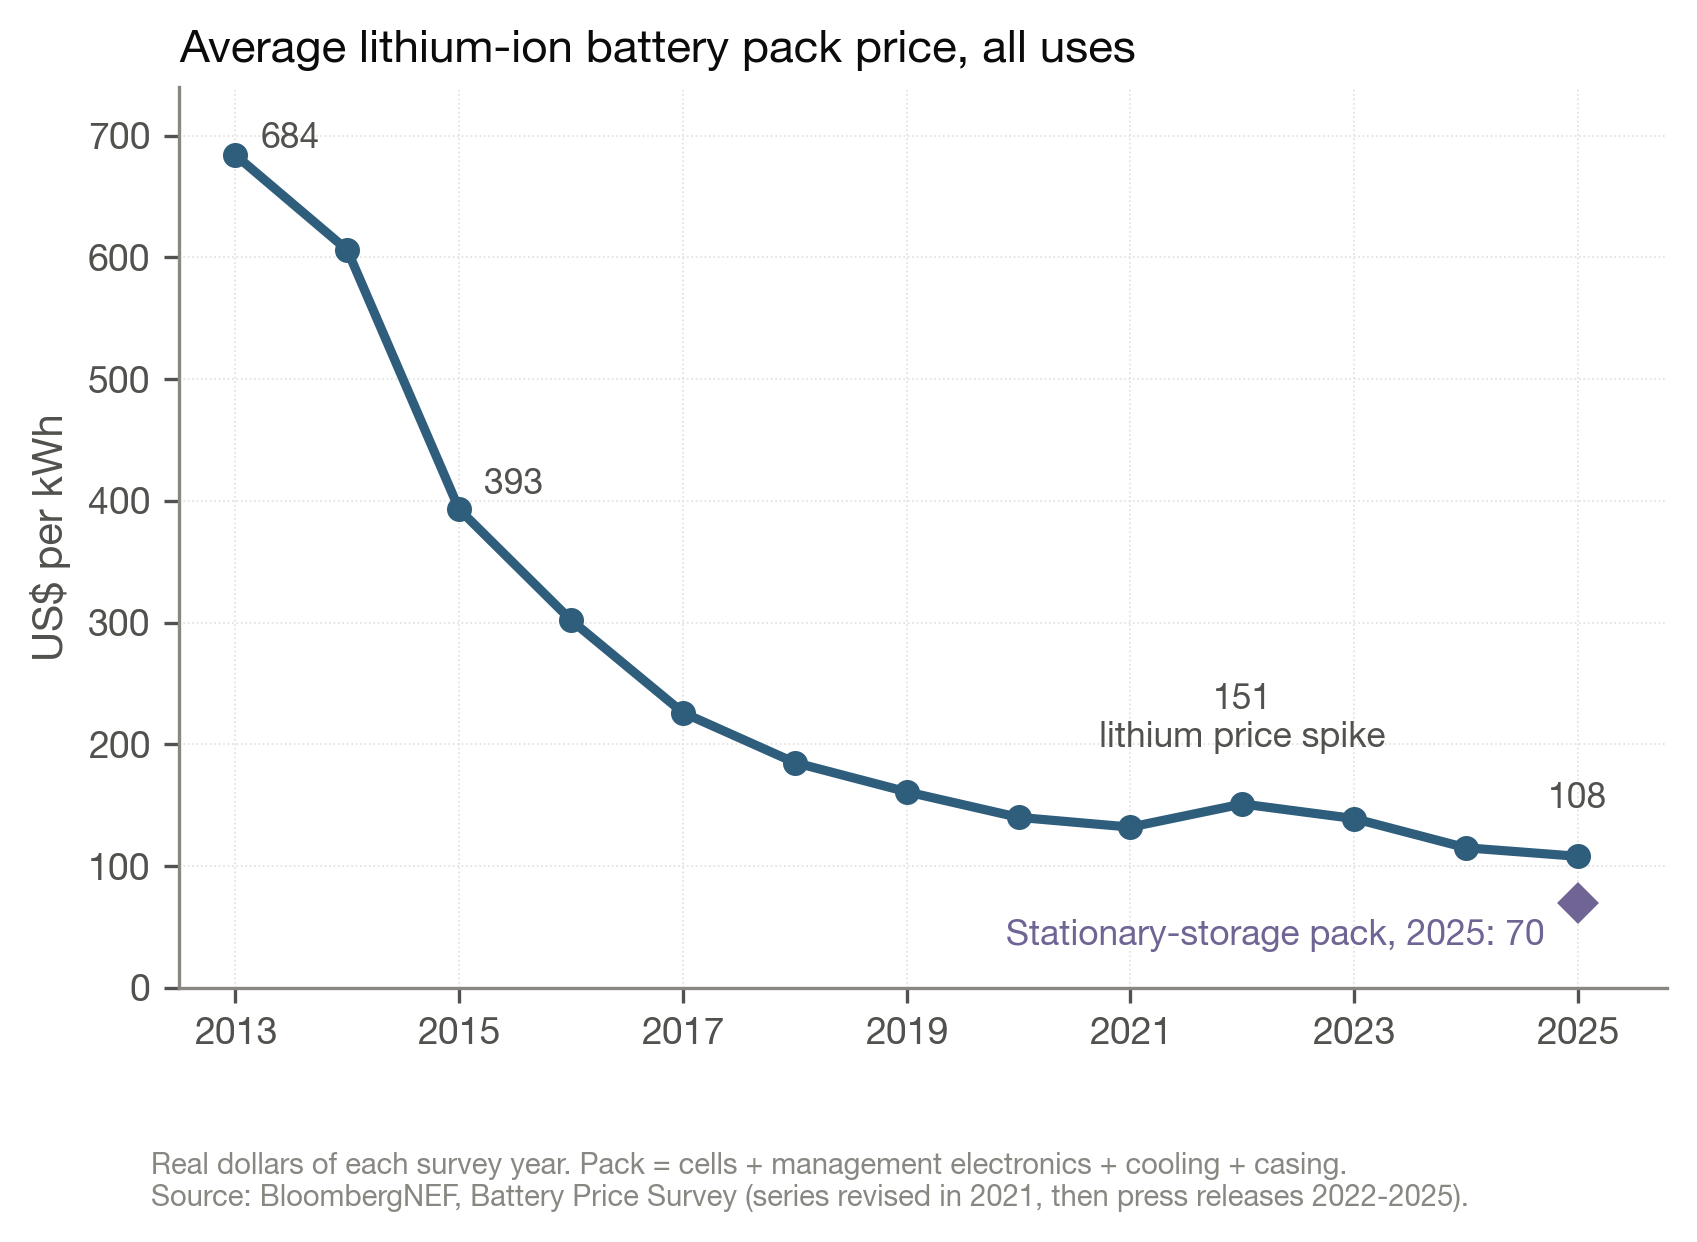 Average lithium-ion battery pack price, all uses
US$ per kWh
700
600
500
400
300
200
100
0
684
393
151
lithium price spike
108
Stationary-storage pack, 2025: 70
2013 2015 2017 2019 2021 2023 2025
Real dollars of each survey year. Pack = cells + management electronics + cooling + casing.
Source: BloombergNEF, Battery Price Survey (series revised in 2021, then press releases 2022-2025).